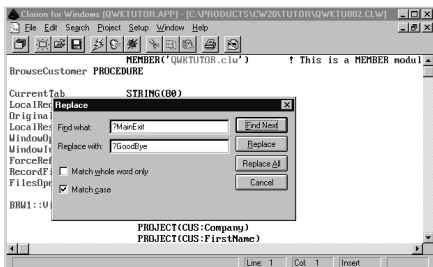 Clarion for Windows (QWKTUTOR.APP) - [C:\PRODUCTS\CW20\TUTOR\QWKTU002.CLW]
File Edit Search Project Setup Window Help
MEMBER('QWKTUTOR.clw') ! This is a MEMBER modul
BrowseCustomer PROCEDURE
CurrentTab STRING(80)
LocalReq
Original
LocalRes
WindowOp
WindowIn
ForceRef
RecordFi
FilesOpe
Replace
Find what: ?MainExit
Find Next
Replace with: ?GoodBye
Replace
Replace All
Match whole word only
Cancel
Match case
BRW1::Vi
PROJECT(CUS:Company)
PROJECT(CUS:FirstName)
Line: 1 Col: 1 Insert